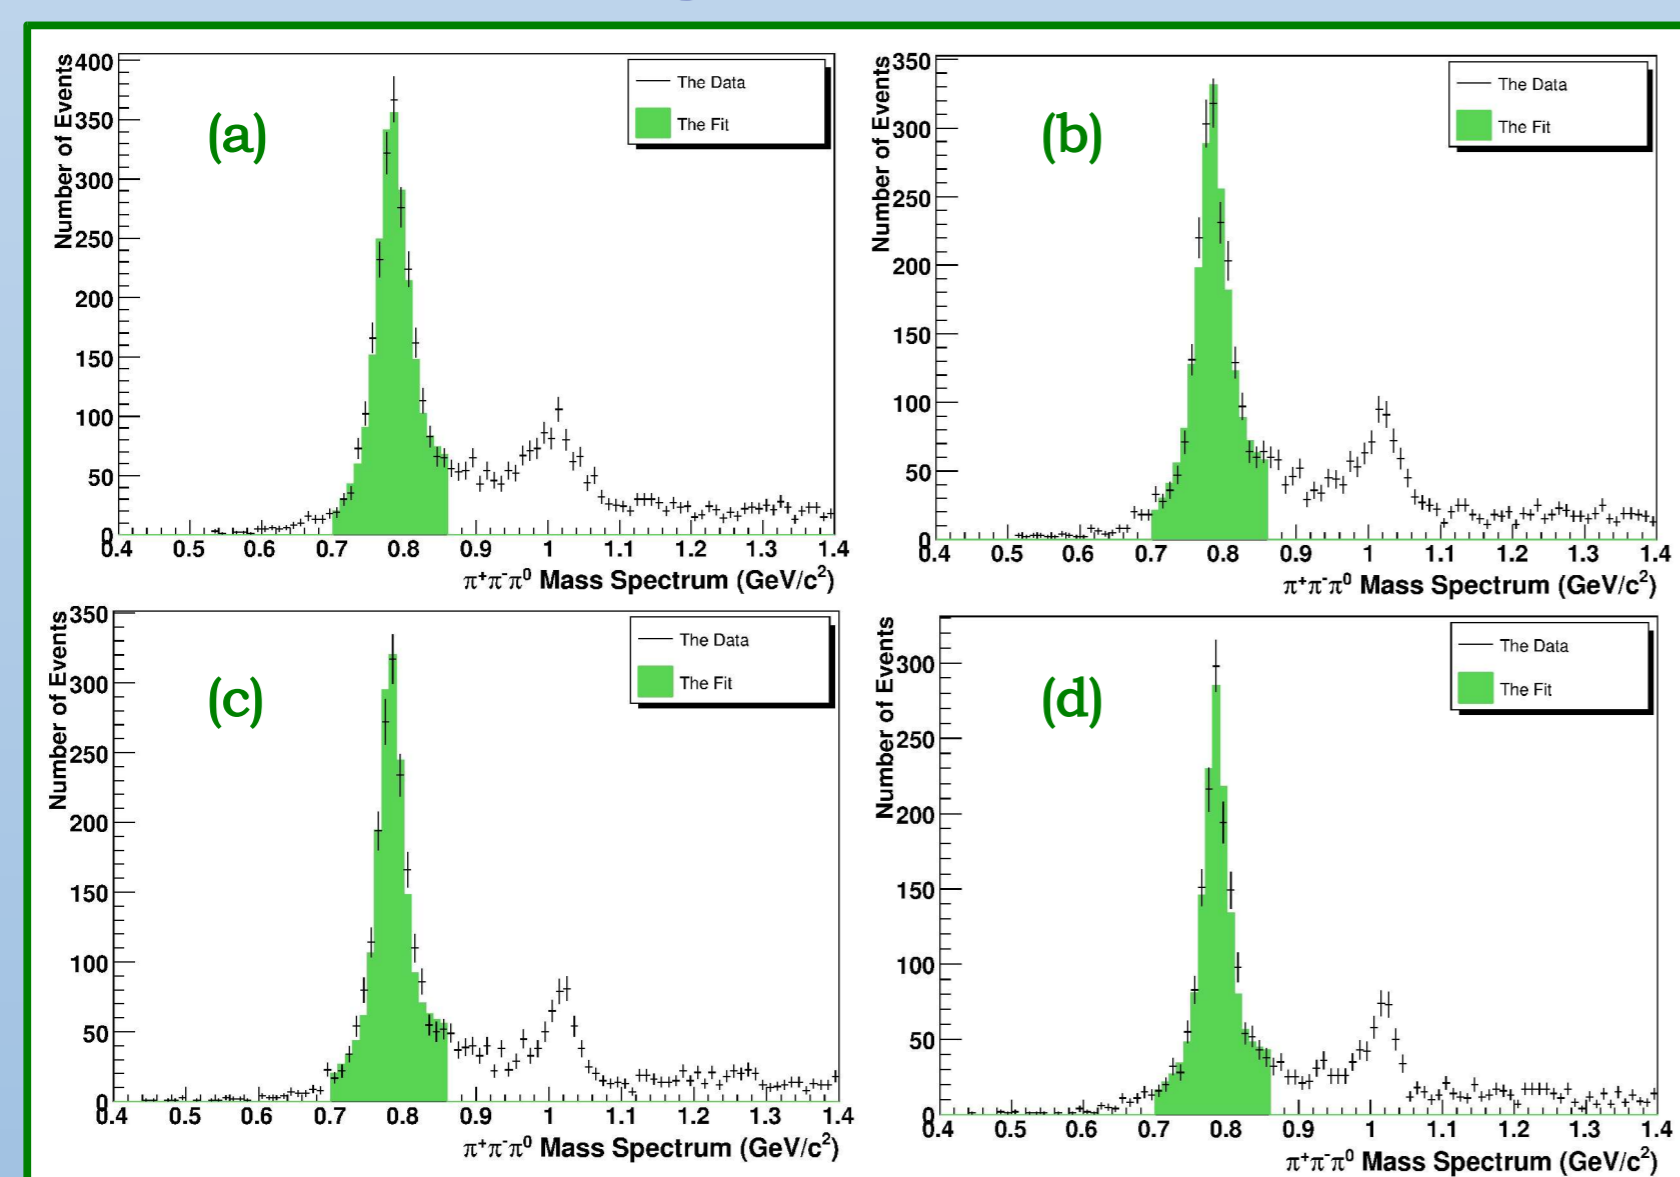 400
350
300
250
200
150
100
50
0
Number of Events
(a)
The Data
The Fit
0.4 0.5 0.6 0.7 0.8 0.9 1 1.1 1.2 1.3 1.4
π⁺π⁻π⁰ Mass Spectrum (GeV/c²)
350
300
250
200
150
100
50
0
Number of Events
(b)
The Data
The Fit
0.4 0.5 0.6 0.7 0.8 0.9 1 1.1 1.2 1.3 1.4
π⁺π⁻π⁰ Mass Spectrum (GeV/c²)
350
300
250
200
150
100
50
0
Number of Events
(c)
The Data
The Fit
0.4 0.5 0.6 0.7 0.8 0.9 1 1.1 1.2 1.3 1.4
π⁺π⁻π⁰ Mass Spectrum (GeV/c²)
300
250
200
150
100
50
0
Number of Events
(d)
The Data
The Fit
0.4 0.5 0.6 0.7 0.8 0.9 1 1.1 1.2 1.3 1.4
π⁺π⁻π⁰ Mass Spectrum (GeV/c²)